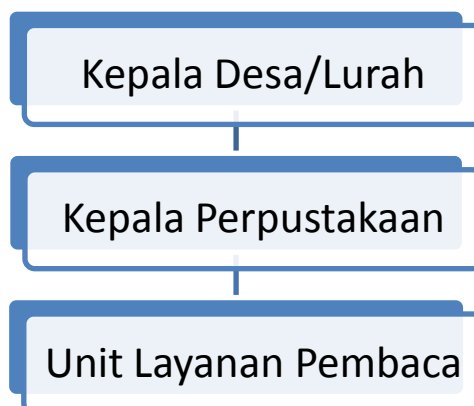 Kepala Desa/Lurah
Kepala Perpustakaan
Unit Layanan Pembaca